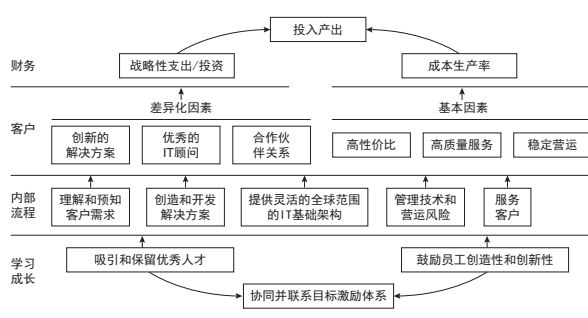 投入产出
财务
战略性支出/投资
成本生产率
差异化因素
基本因素
客户
创新的
解决方案
优秀的
IT顾问
合作伙
伴关系
高性价比
高质量服务
稳定营运
内部
流程
理解和预知
客户需求
创造和开发
解决方案
提供灵活的全球范围
的IT基础架构
管理技术和
营运风险
服务
客户
学习
成长
吸引和保留优秀人才
鼓励员工创造性和创新性
协同并联系目标激励体系